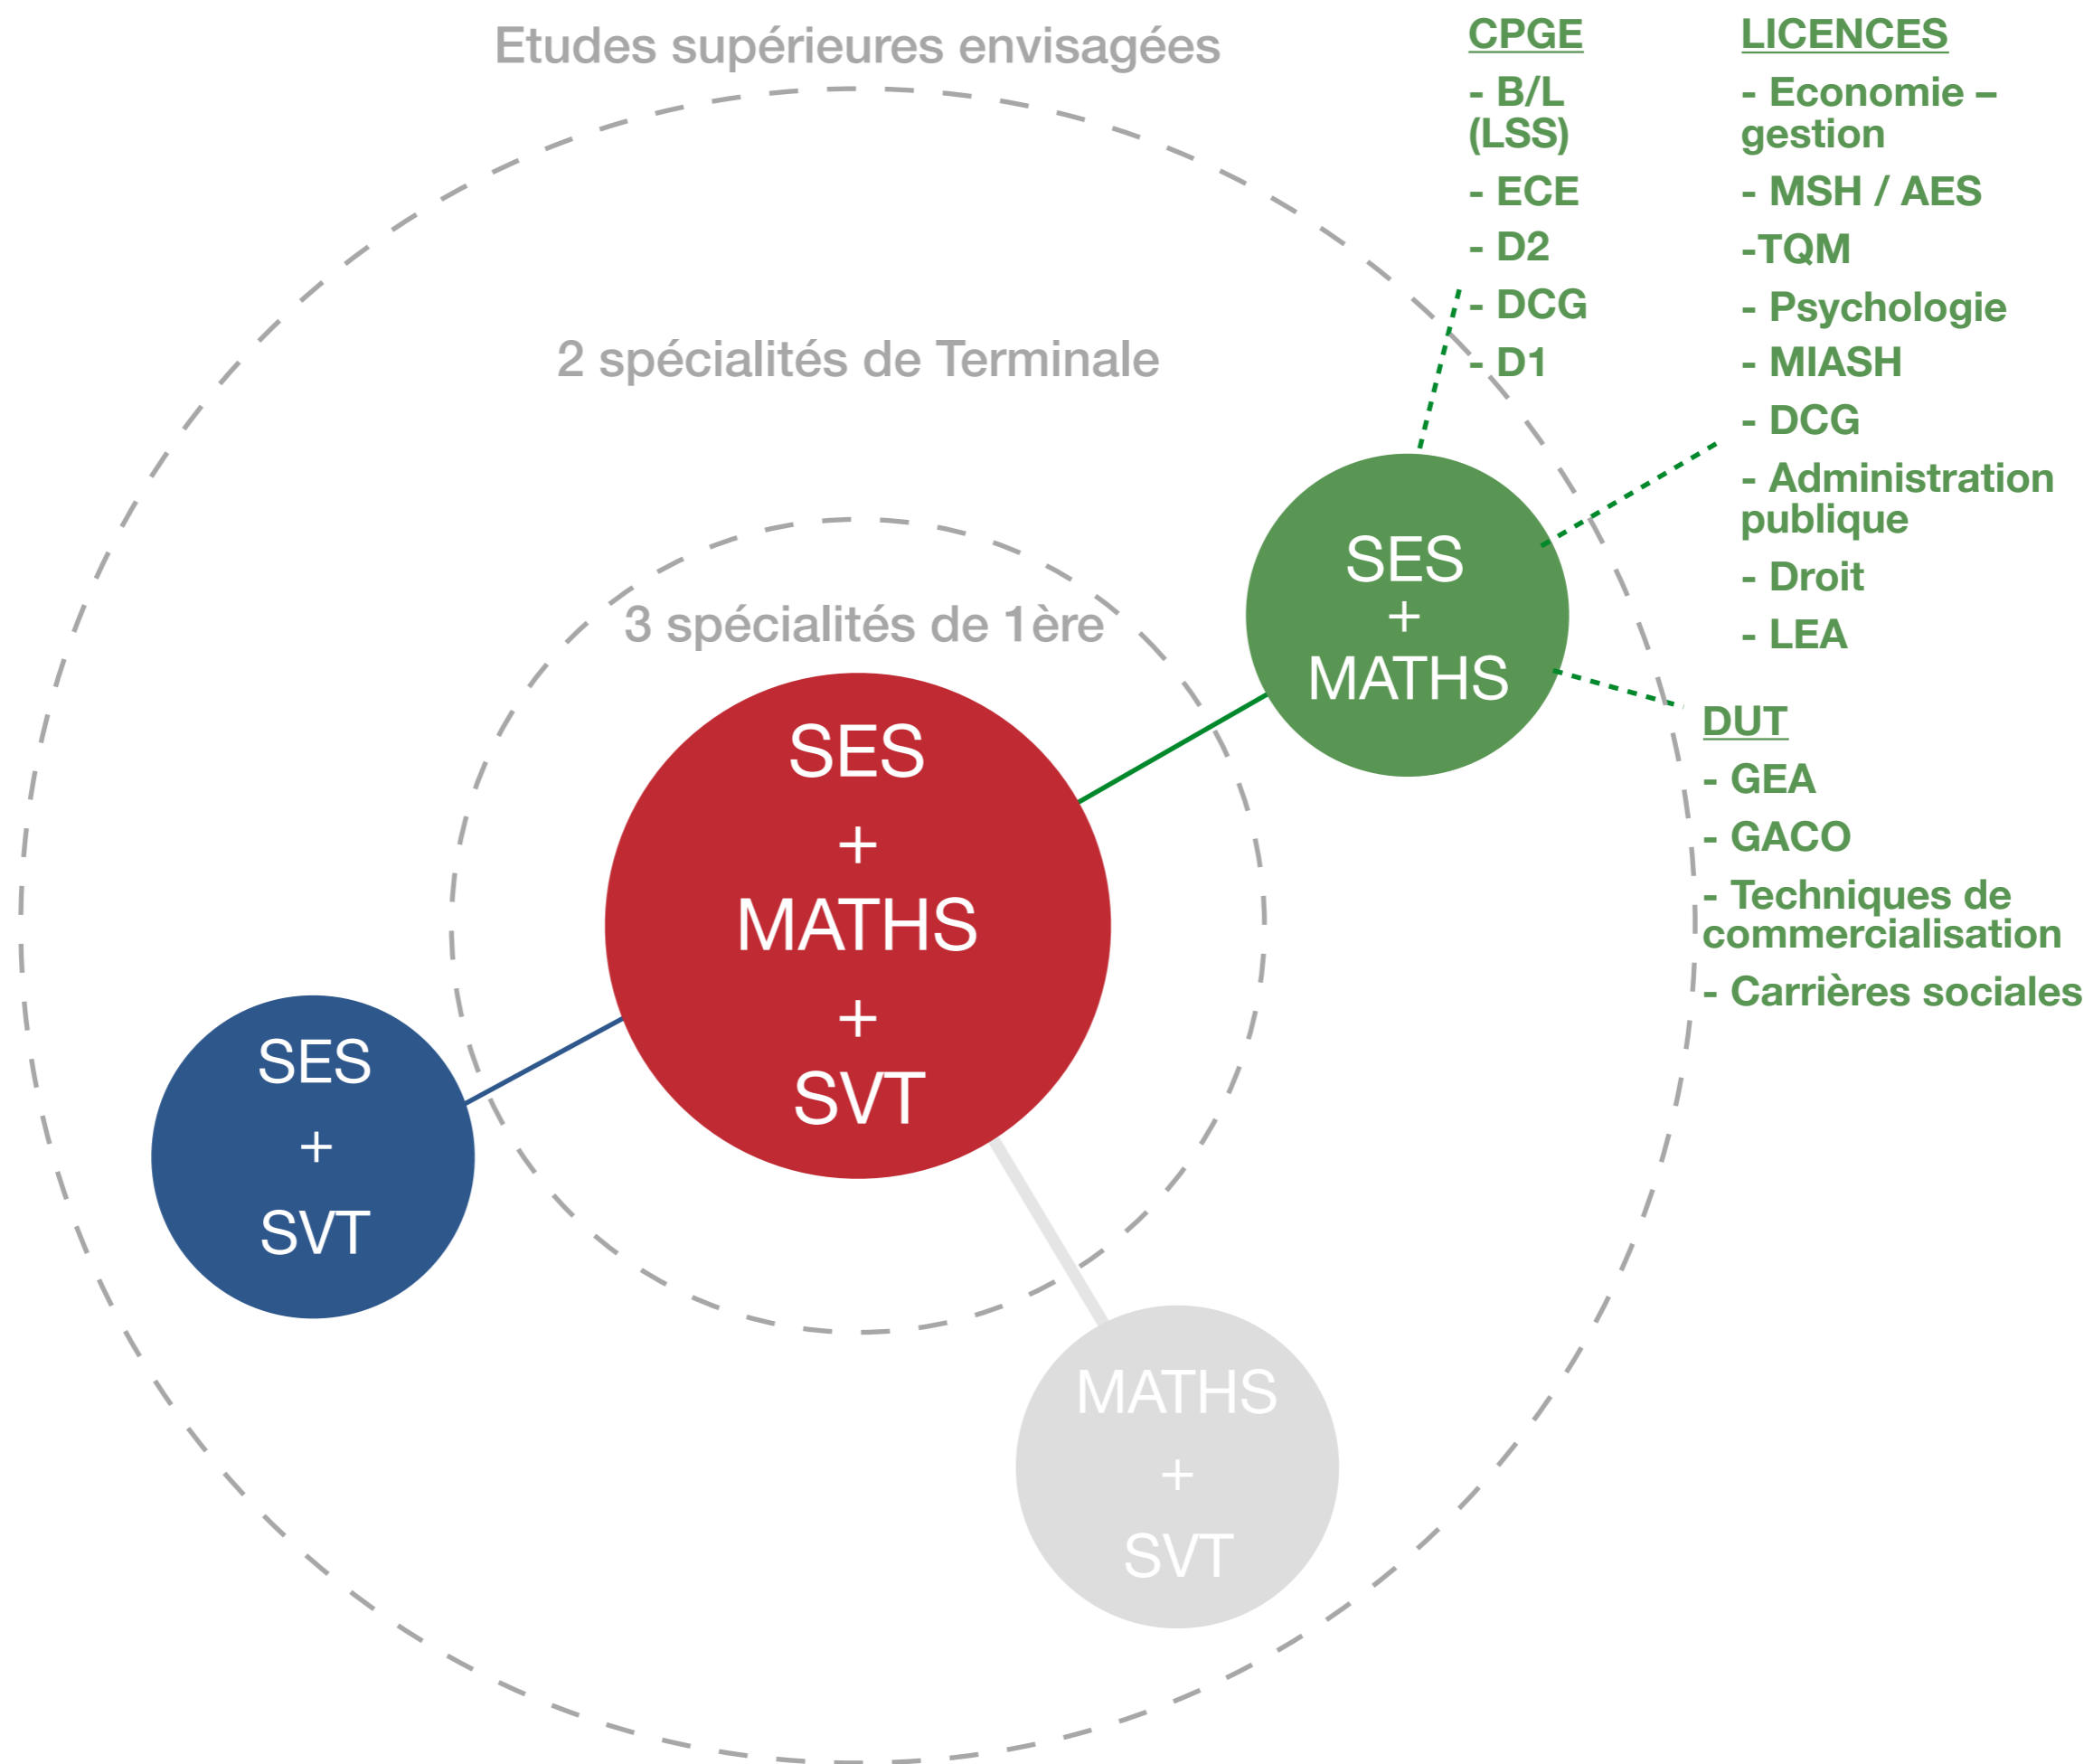 Etudes supérieures envisagées
2 spécialités de Terminale
3 spécialités de 1ère
SES
+
MATHS
+
SVT
SES
+
SVT
MATHS
+
SVT
SES
+
MATHS
CPGE
- B/L
(LSS)
- ECE
- D2
- DCG
- D1
LICENCES
- Economie –
gestion
- MSH / AES
-TQM
- Psychologie
- MIASH
- DCG
- Administration
publique
- Droit
- LEA
DUT
- GEA
- GACO
- Techniques de
commercialisation
- Carrières sociales